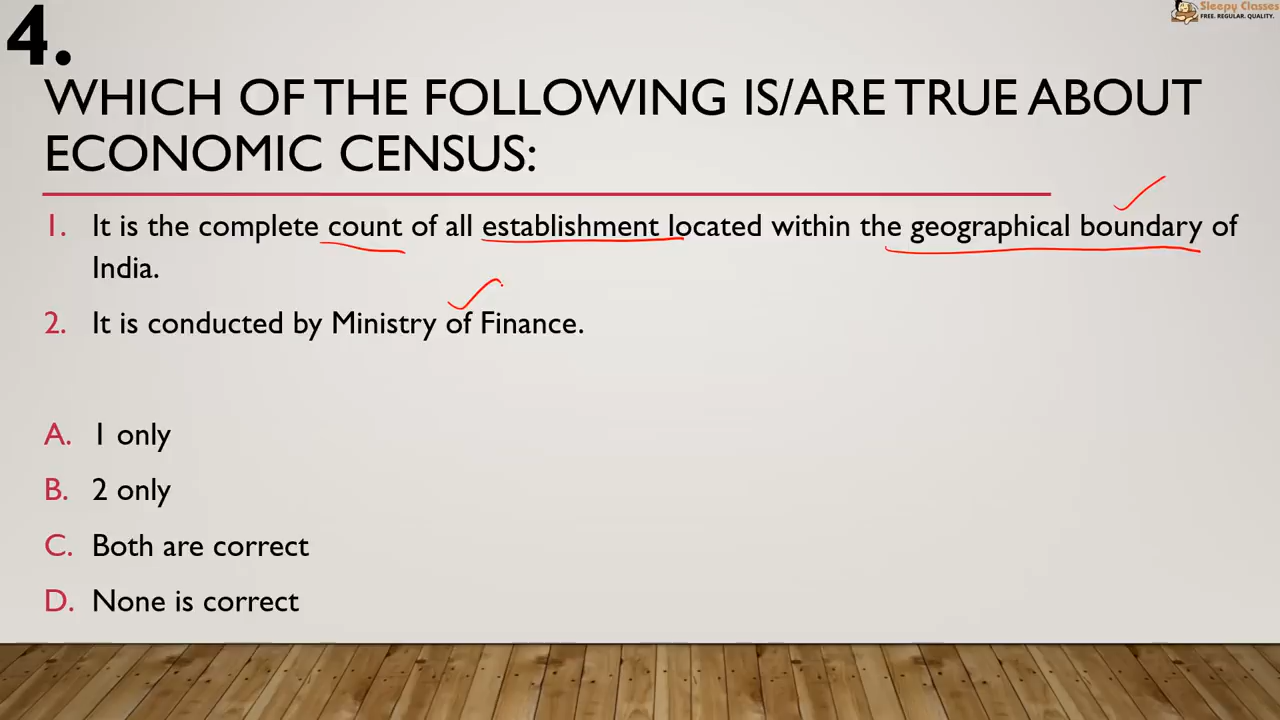 4.
Sleepy Classes
FREE. REGULAR. QUALITY.
WHICH OF THE FOLLOWING IS/ARE TRUE ABOUT
ECONOMIC CENSUS:
1. It is the complete count of all establishment located within the geographical boundary of
India.
2. It is conducted by Ministry of Finance.
A. 1 only
B. 2 only
C. Both are correct
D. None is correct